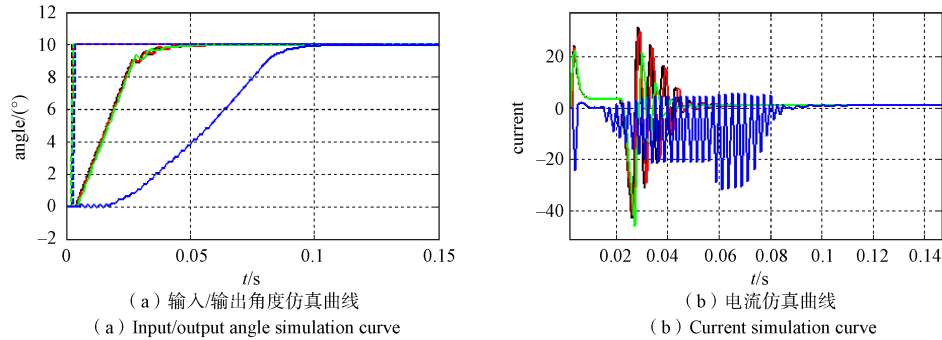 12
10
8
6
4
2
0
−2
angle/(°)
0
0.05
0.1
0.15
t/s
（a）输入/输出角度仿真曲线
（a）Input/output angle simulation curve
20
0
−20
−40
current
0.02
0.04
0.06
0.08
0.1
0.12
0.14
t/s
（b）电流仿真曲线
（b）Current simulation curve